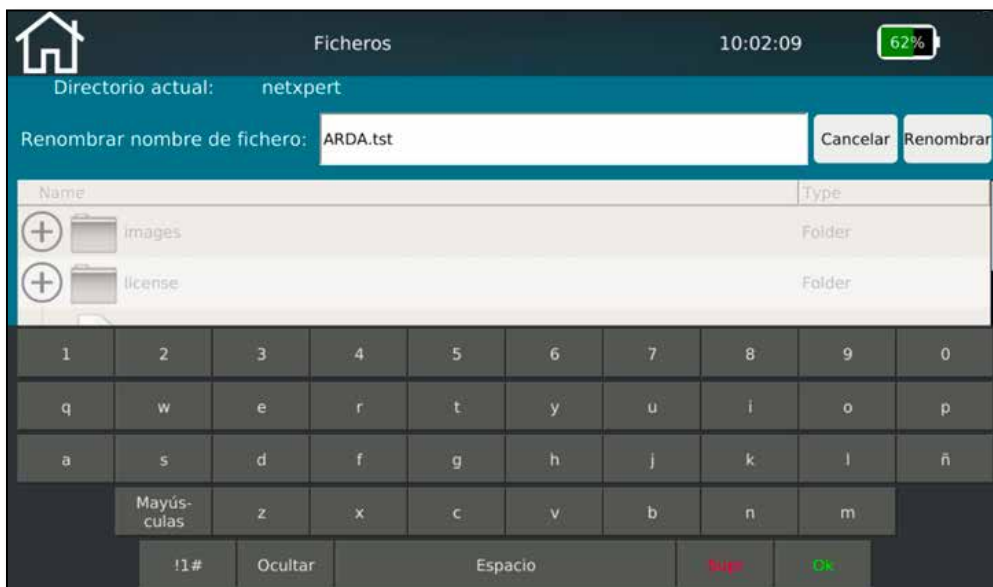 Ficheros 10:02:09 62%
Directorio actual: netxpert
Renombrar nombre de fichero: ARDA.tst Cancelar Renombrar
Name Type
images Folder
license Folder
1 2 3 4 5 6 7 8 9 0
q w e r t y u i o p
a s d f g h j k l ñ
Mayús-
culas z x c v b n m
!1# Ocultar Espacio Supr Ok